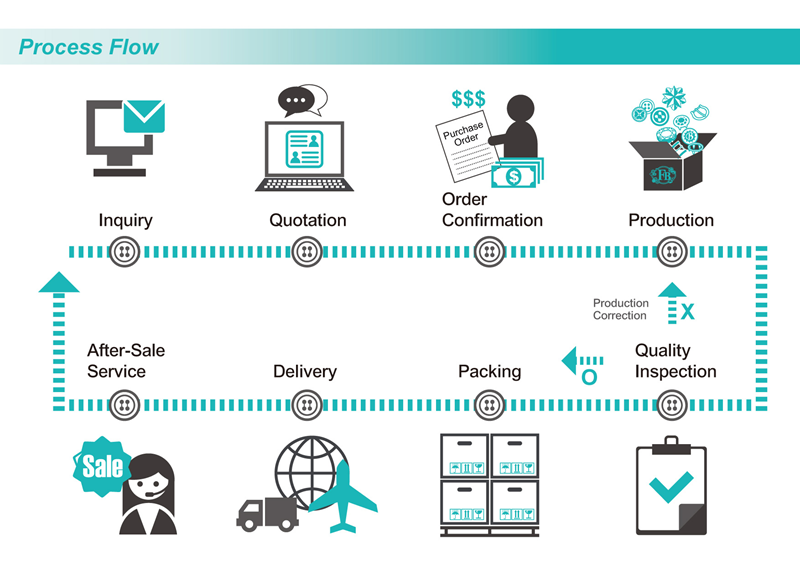 Process Flow
$$$
Purchase
Order
$
Inquiry
Quotation
Order
Confirmation
Production
Production
Correction
X
After-Sale
Service
Delivery
Packing
O
Quality
Inspection
Sale